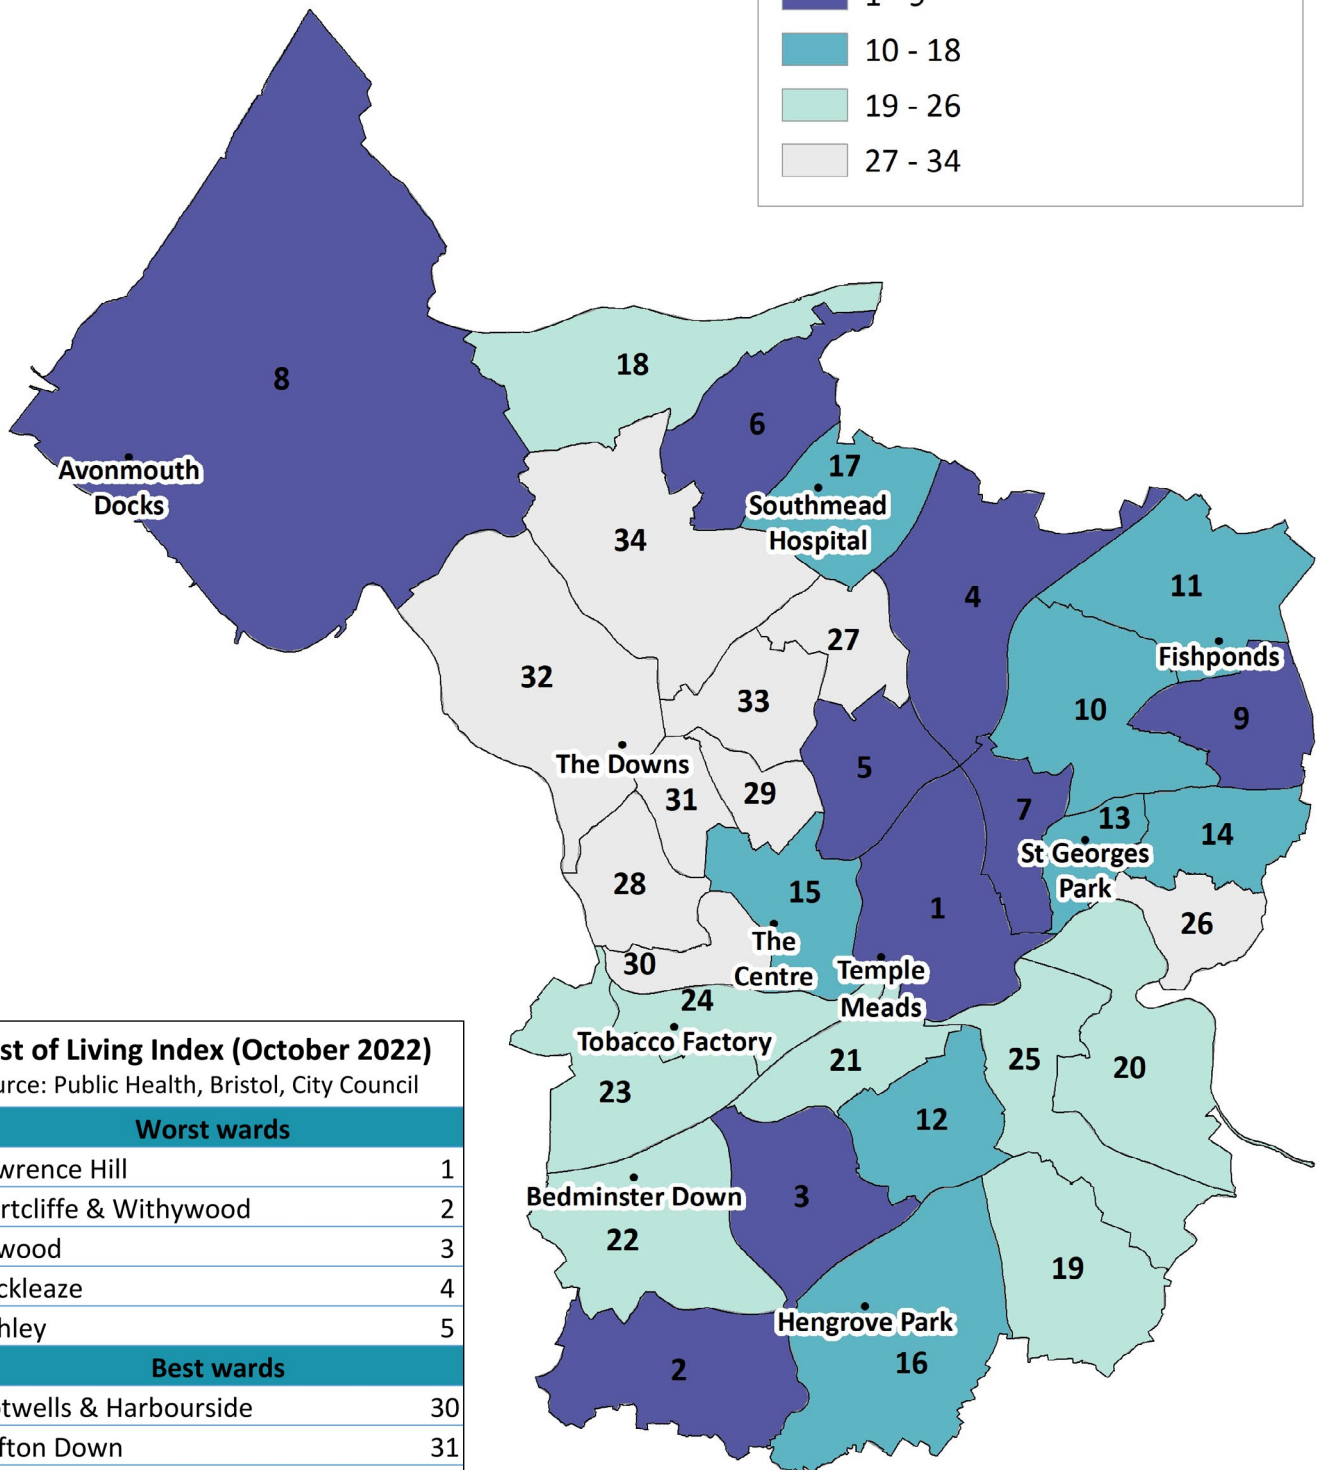 10 - 18
19 - 26
27 - 34
8
18
6
Avonmouth
Docks
17
Southmead
Hospital
34
4
11
27
Fishponds
32
33
10
9
The Downs
5
31
29
7
13
14
St Georges
Park
28
15
1
26
The
Centre
30
Temple
Meads
24
Tobacco Factory
21
25
20
23
12
Bedminster Down
3
22
19
Hengrove Park
16
2
st of Living Index (October 2022)
urce: Public Health, Bristol, City Council
Worst wards
wrence Hill 1
rtcliffe & Withywood 2
wood 3
ckleaze 4
hley 5
Best wards
twells & Harbourside 30
fton Down 31